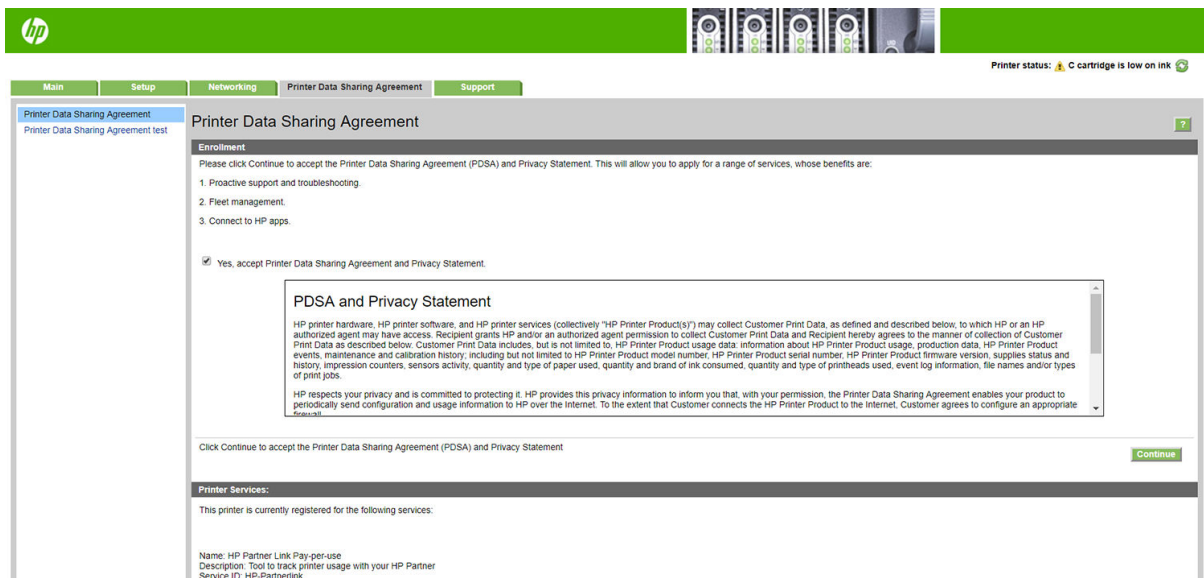 hp
Printer status: C cartridge is low on ink
Main
Setup
Networking
Printer Data Sharing Agreement
Support
Printer Data Sharing Agreement
Printer Data Sharing Agreement test
Printer Data Sharing Agreement
?
Enrollment
Please click Continue to accept the Printer Data Sharing Agreement (PDSA) and Privacy Statement. This will allow you to apply for a range of services, whose benefits are:
1. Proactive support and troubleshooting.
2. Fleet management.
3. Connect to HP apps.
Yes, accept Printer Data Sharing Agreement and Privacy Statement.
PDSA and Privacy Statement
HP printer hardware, HP printer software, and HP printer services (collectively "HP Printer Product(s)") may collect Customer Print Data, as defined and described below, to which HP or an HP
authorized agent may have access. Recipient grants HP and/or an authorized agent permission to collect Customer Print Data and Recipient hereby agrees to the manner of collection of Customer
Print Data as described below. Customer Print Data includes, but is not limited to, HP Printer Product usage data: information about HP Printer Product usage, production data, HP Printer Product
events, maintenance and calibration history; including but not limited to HP Printer Product model number, HP Printer Product serial number, HP Printer Product firmware version, supplies status and
history, impression counters, sensors activity, quantity and type of paper used, quantity and brand of ink consumed, quantity and type of printheads used, event log information, file names and/or types
of print jobs.
HP respects your privacy and is committed to protecting it. HP provides this privacy information to inform you that, with your permission, the Printer Data Sharing Agreement enables your product to
periodically send configuration and usage information to HP over the Internet. To the extent that Customer connects the HP Printer Product to the Internet, Customer agrees to configure an appropriate
firewall
Click Continue to accept the Printer Data Sharing Agreement (PDSA) and Privacy Statement
Continue
Printer Services:
This printer is currently registered for the following services:
Name: HP Partner Link Pay-per-use
Description: Tool to track printer usage with your HP Partner
Service ID: HP-Partnerlink